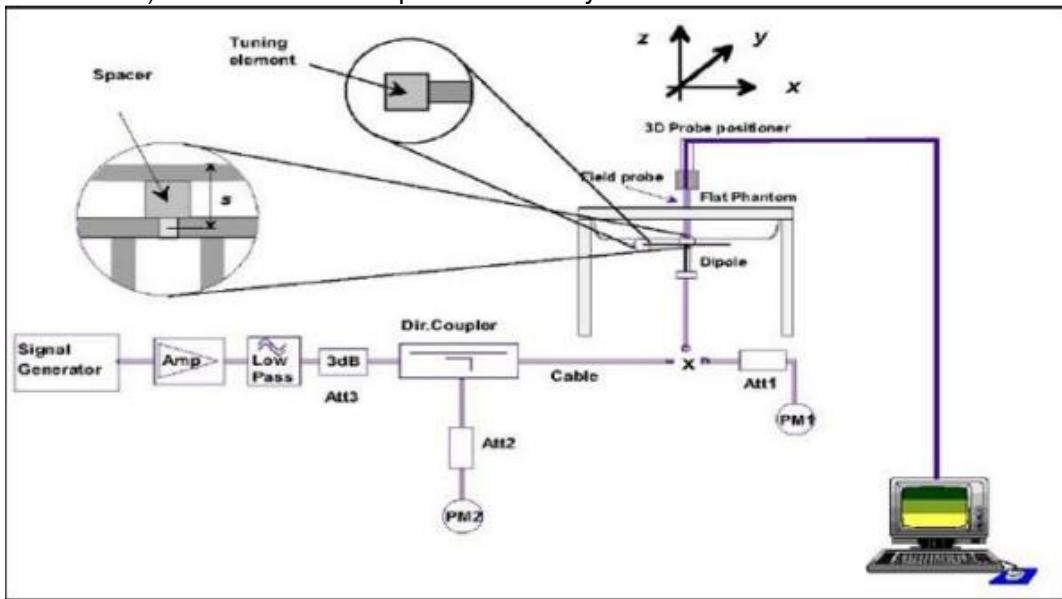 Tuning
element
Spacer
s
z
y
x
3D Probe positioner
Field probe
Flat Phantom
Dipole
Signal
Generator
Amp
Low
Pass
3dB
Att3
Dir.Coupler
Cable
" X "
Att1
PM1
Att2
PM2